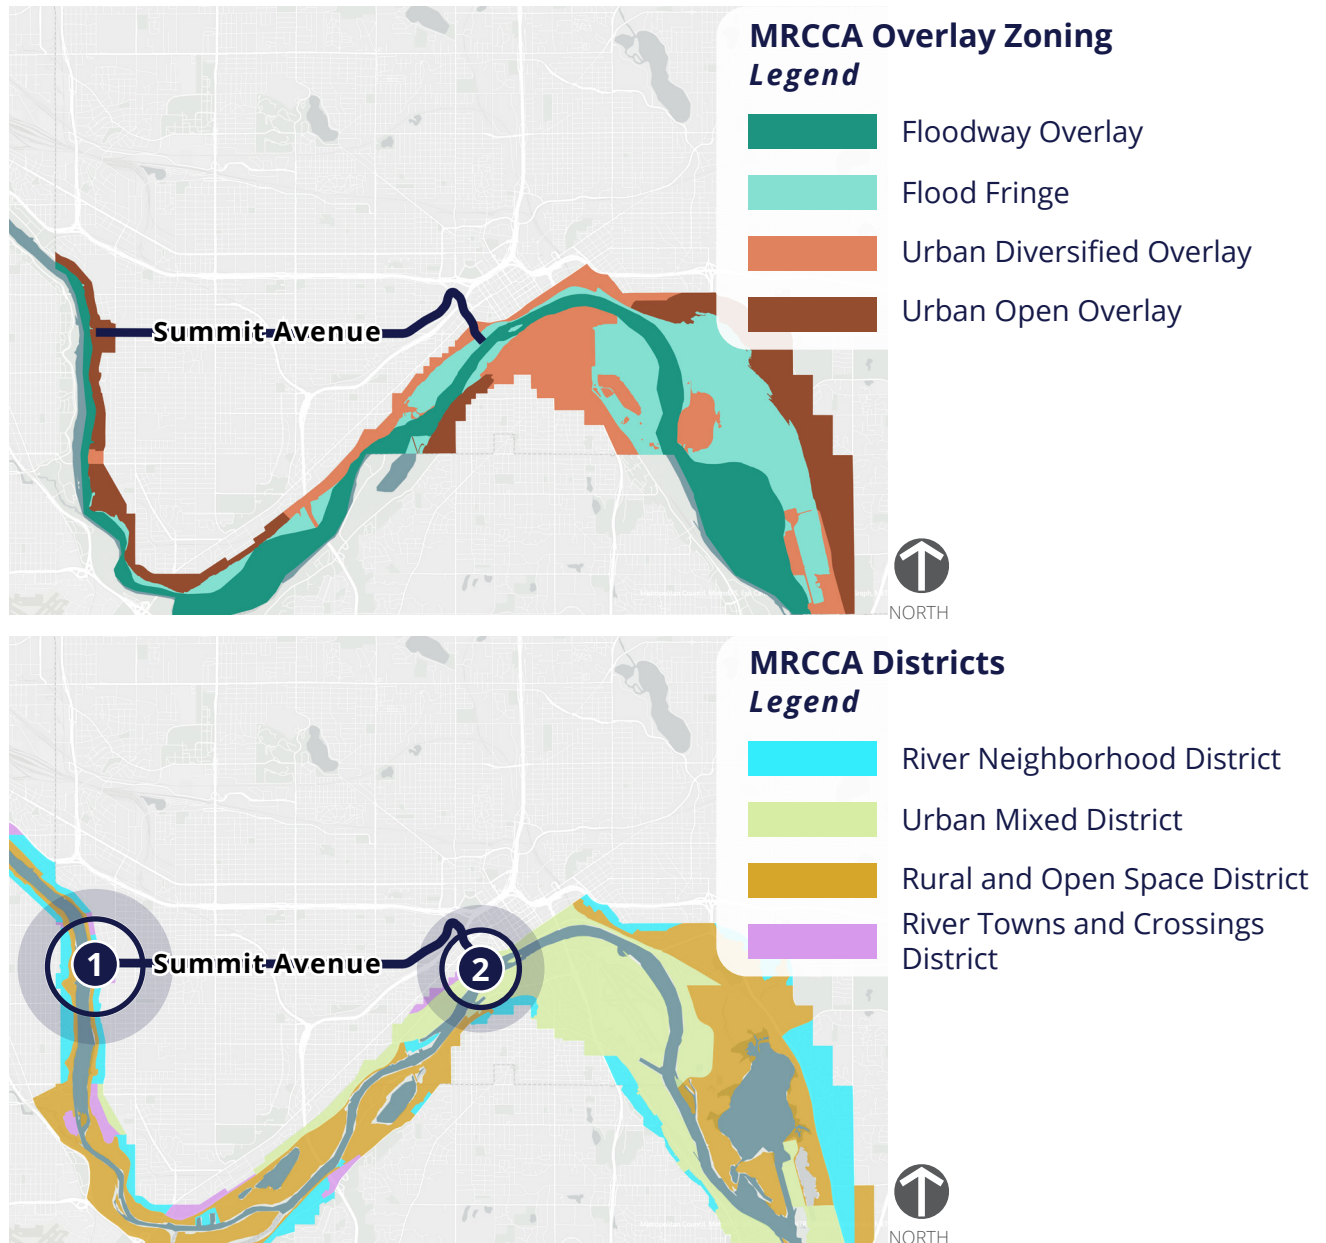 MRCCA Overlay Zoning
Legend
Floodway Overlay
Flood Fringe
Urban Diversified Overlay
Urban Open Overlay
Summit Avenue
NORTH
MRCCA Districts
Legend
River Neighborhood District
Urban Mixed District
Rural and Open Space District
River Towns and Crossings
District
1
Summit Avenue
2
NORTH